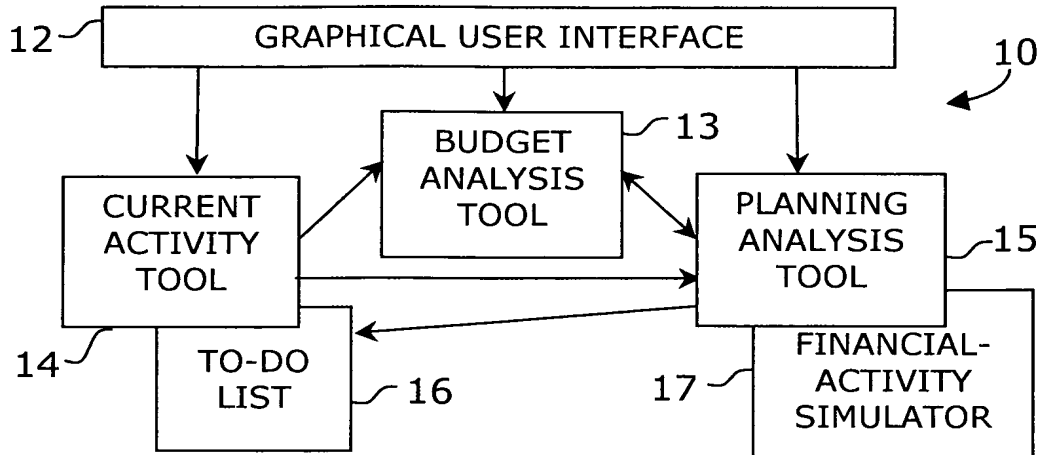 12
GRAPHICAL USER INTERFACE
10
BUDGET
ANALYSIS
TOOL
13
CURRENT
ACTIVITY
TOOL
14
PLANNING
ANALYSIS
TOOL
15
TO-DO
LIST
16
17
FINANCIAL-
ACTIVITY
SIMULATOR